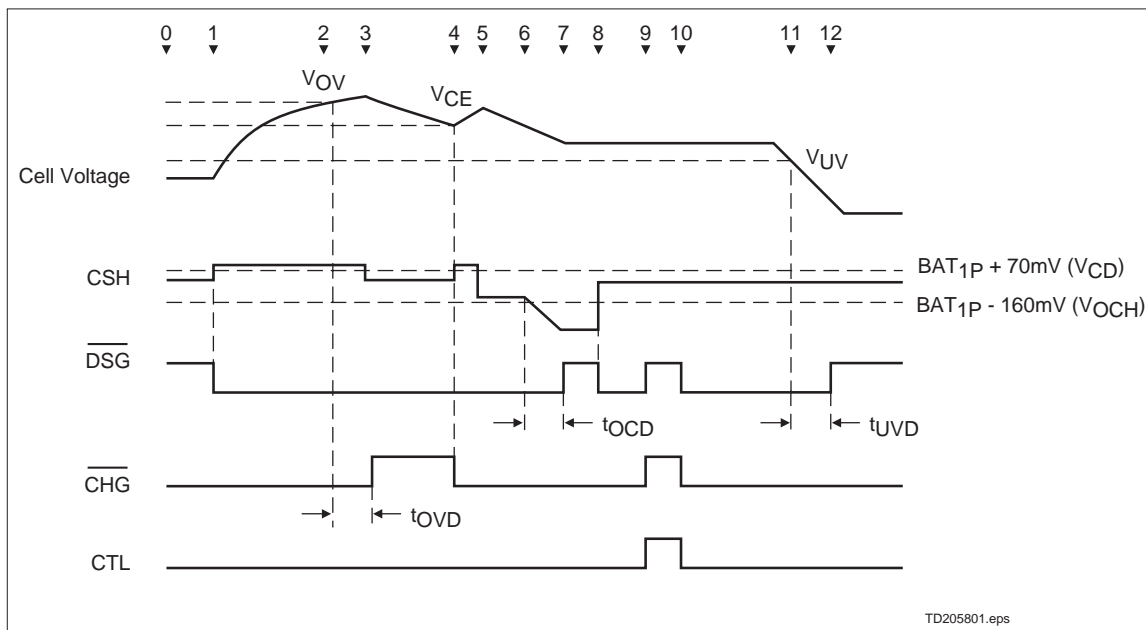 0 1 2 3 4 5 6 7 8 9 10 11 12
VOV
VCE
VUV
Cell Voltage
CSH
BAT1P + 70mV (VCD)
BAT1P - 160mV (VOCH)
DSG
tOCD
tUVD
CHG
tOVD
CTL
TD205801.eps